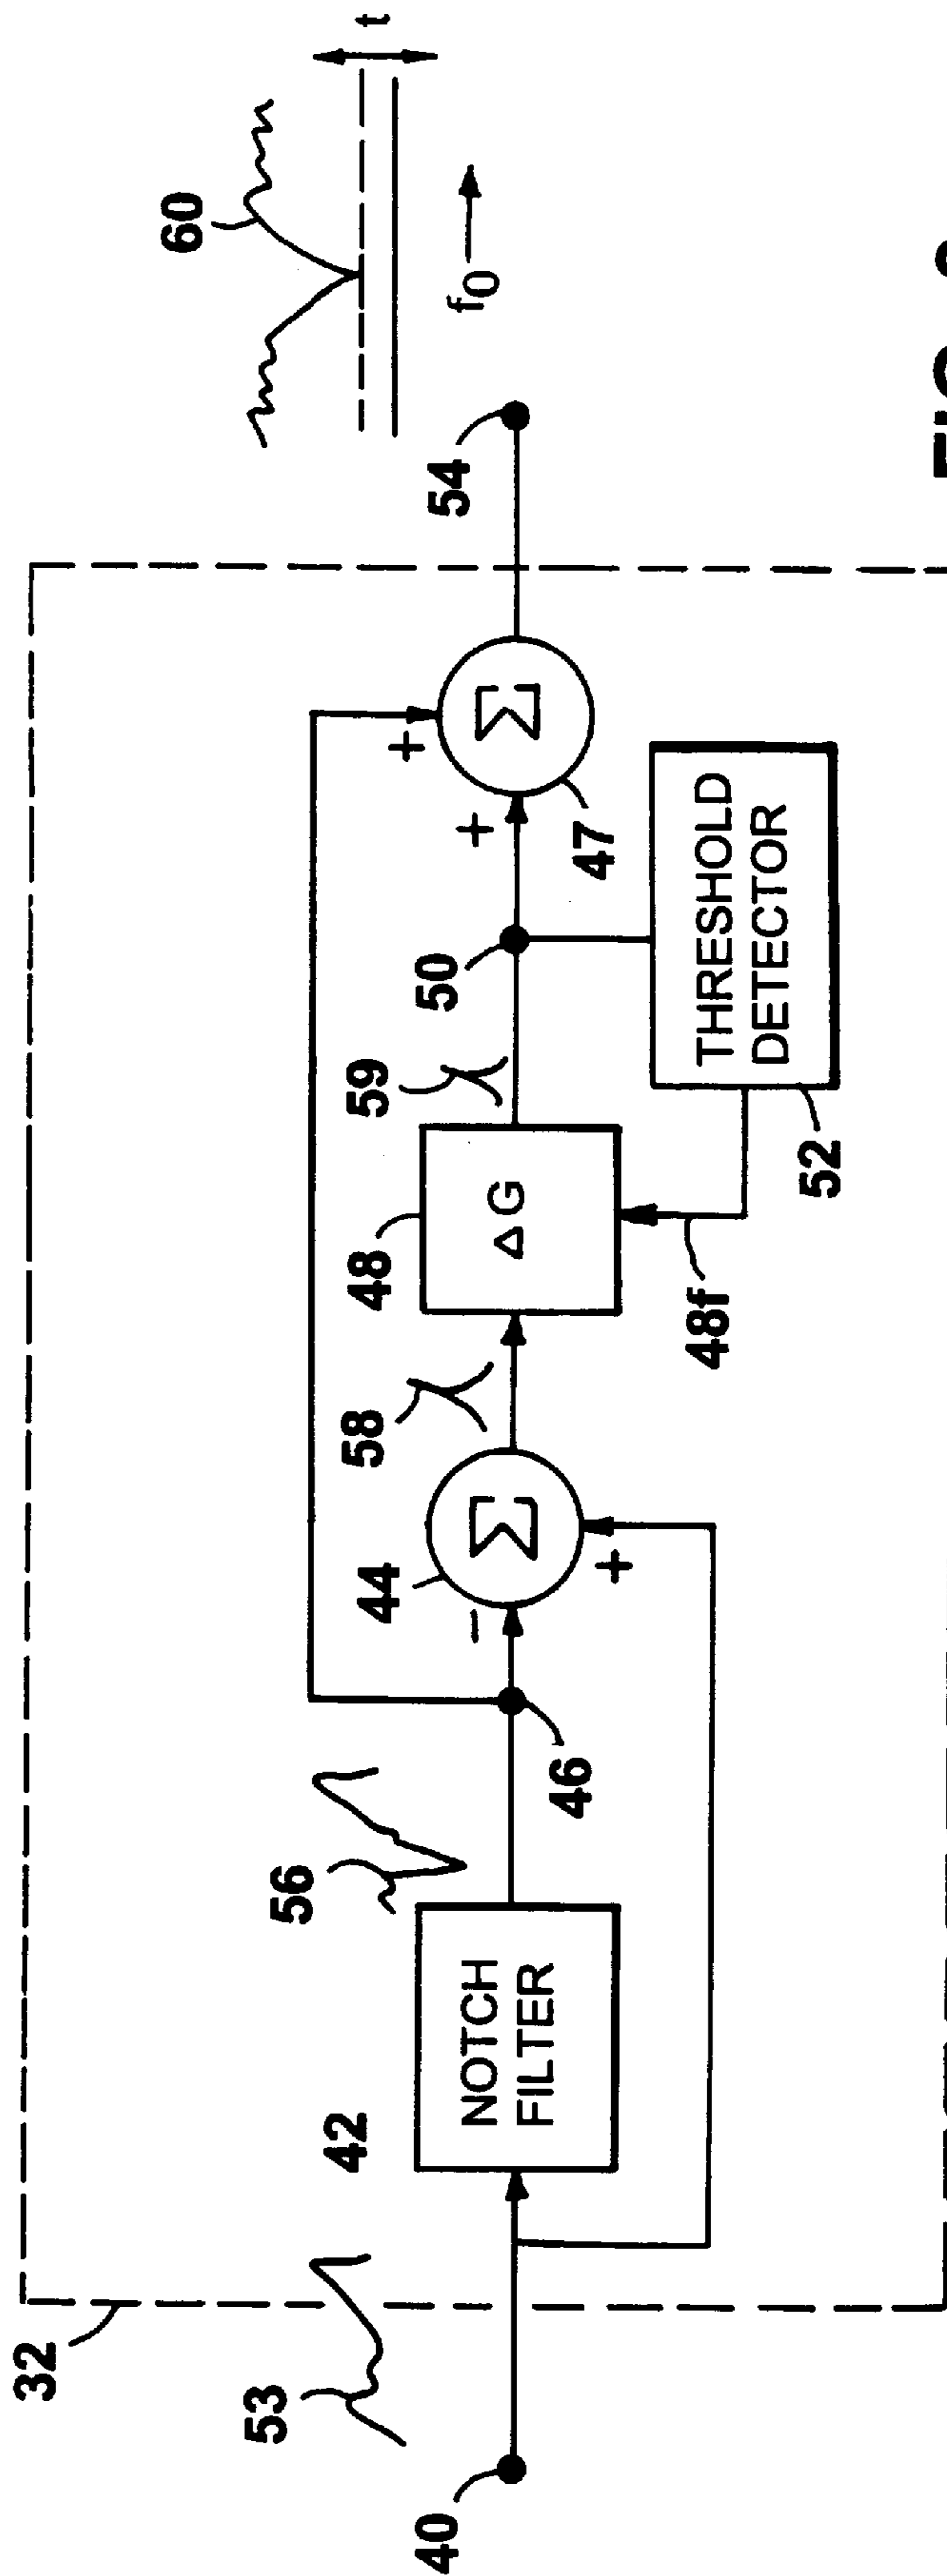 32
53
40
42
NOTCH
FILTER
56
46
44
-
+
Σ
58
48
Δ G
48f
59
50
52
THRESHOLD
DETECTOR
47
+
+
Σ
54
60
f0
t